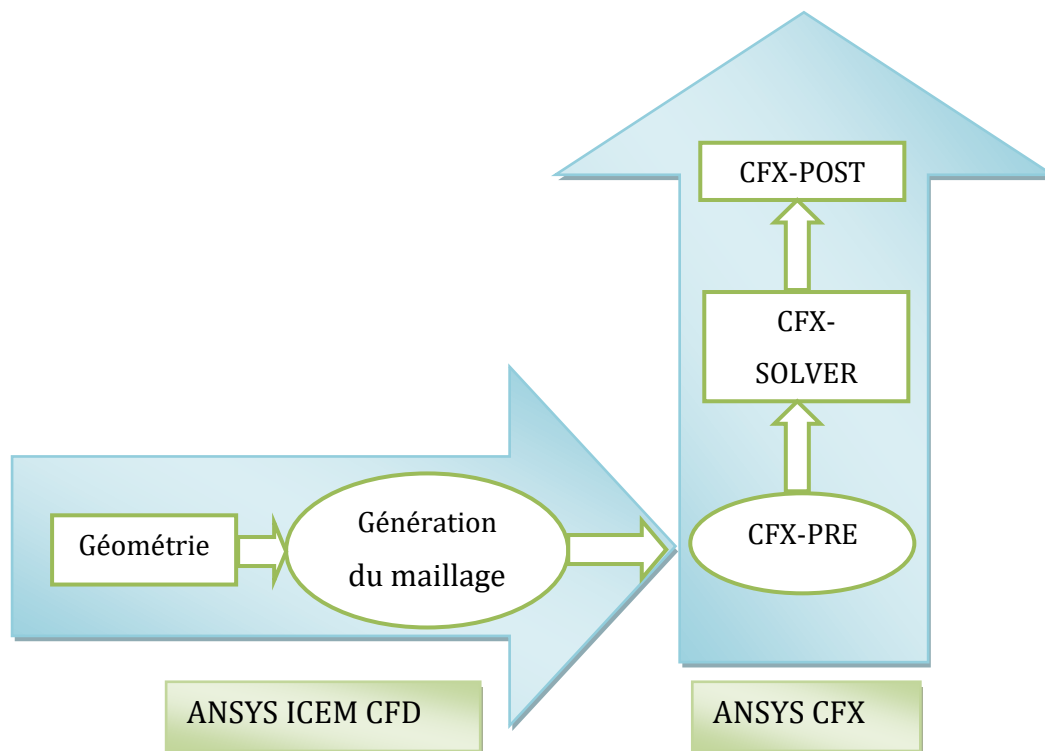 CFX-POST
CFX-
SOLVER
CFX-PRE
Géométrie
Génération
du maillage
ANSYS ICEM CFD
ANSYS CFX